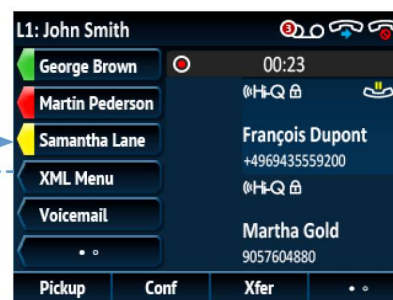 L1: John Smith
3
George Brown
00:23
Hi-Q
Martin Pederson
Samantha Lane
François Dupont
+4969435559200
XML Menu
Hi-Q
Voicemail
Martha Gold
9057604880
Pickup Conf Xfer